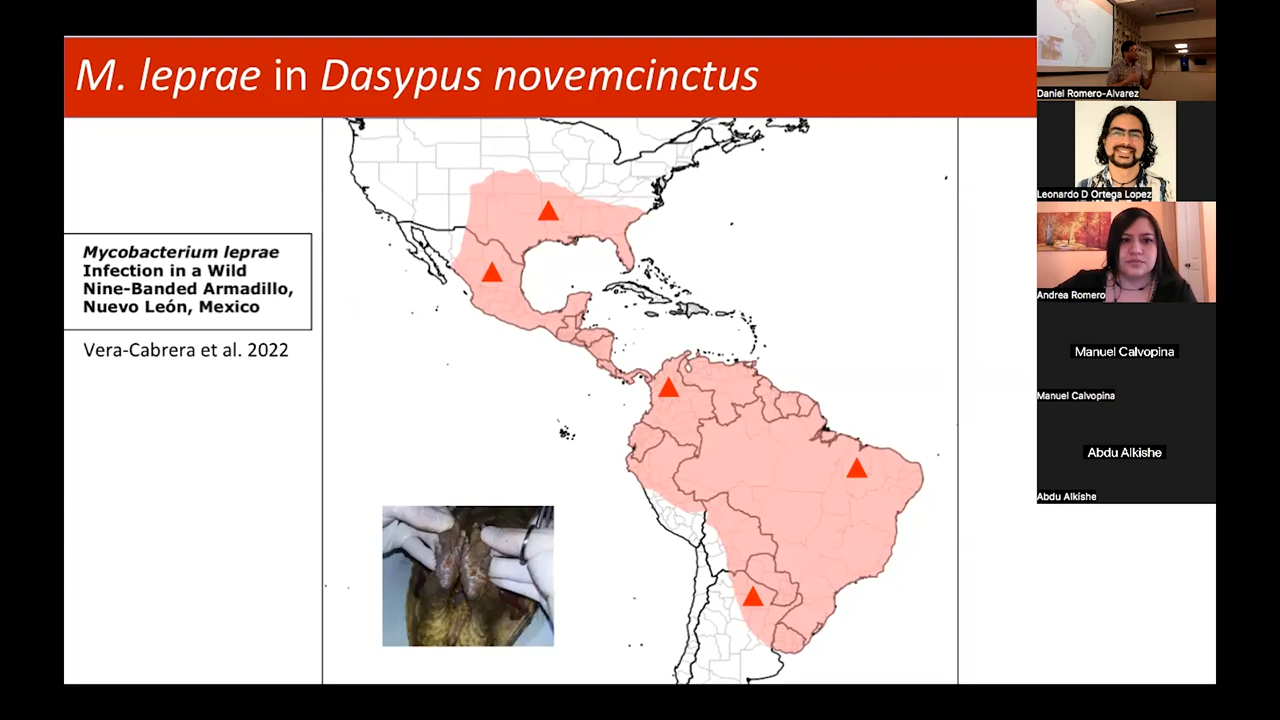 M. leprae in Dasypus novemcinctus
Mycobacterium leprae
Infection in a Wild
Nine-Banded Armadillo,
Nuevo León, Mexico
Vera-Cabrera et al. 2022
Daniel Romero-Alvarez
Leonardo D Ortega Lopez
Andrea Romero
Manuel Calvopina
Manuel Calvopina
Abdu Alkishe
Abdu Alkishe